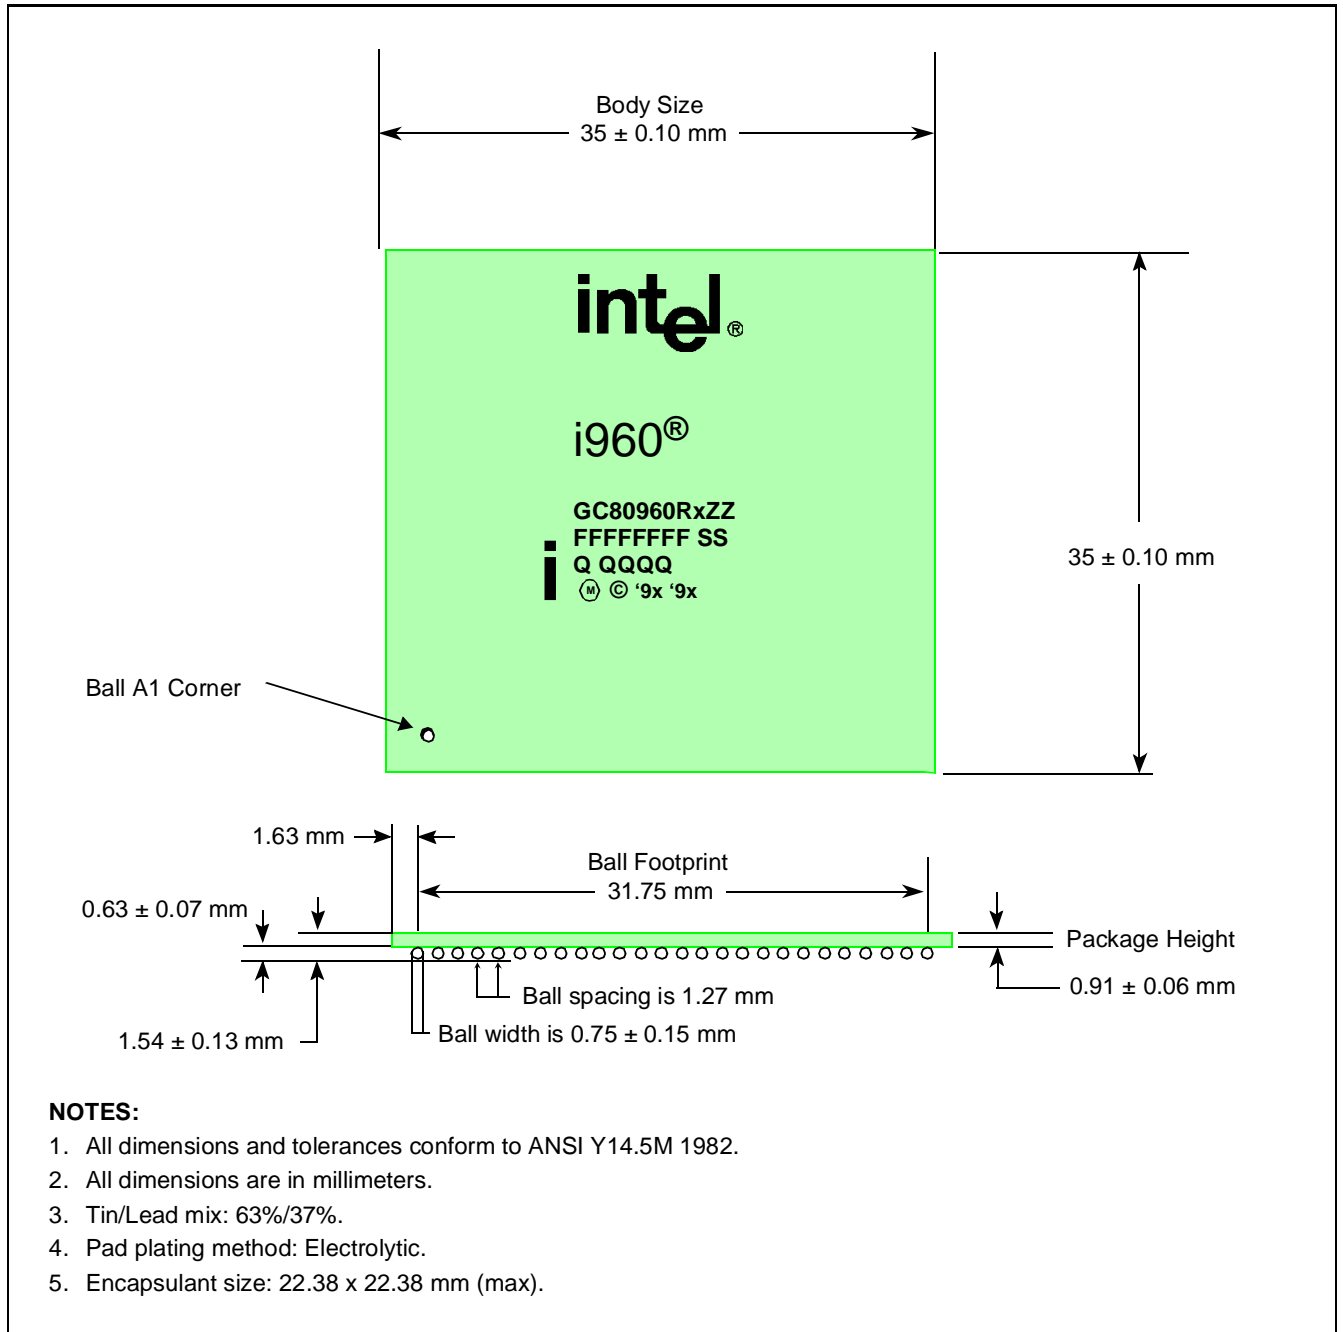 Body Size
35 ± 0.10 mm
intel®
i960®
GC80960RxZZ
FFFFFFFF SS
Q QQQQ
i
Ⓜ © ‘9x ‘9x
35 ± 0.10 mm
Ball A1 Corner
1.63 mm
Ball Footprint
31.75 mm
0.63 ± 0.07 mm
Package Height
0.91 ± 0.06 mm
Ball spacing is 1.27 mm
Ball width is 0.75 ± 0.15 mm
1.54 ± 0.13 mm
NOTES:
1. All dimensions and tolerances conform to ANSI Y14.5M 1982.
2. All dimensions are in millimeters.
3. Tin/Lead mix: 63%/37%.
4. Pad plating method: Electrolytic.
5. Encapsulant size: 22.38 x 22.38 mm (max).